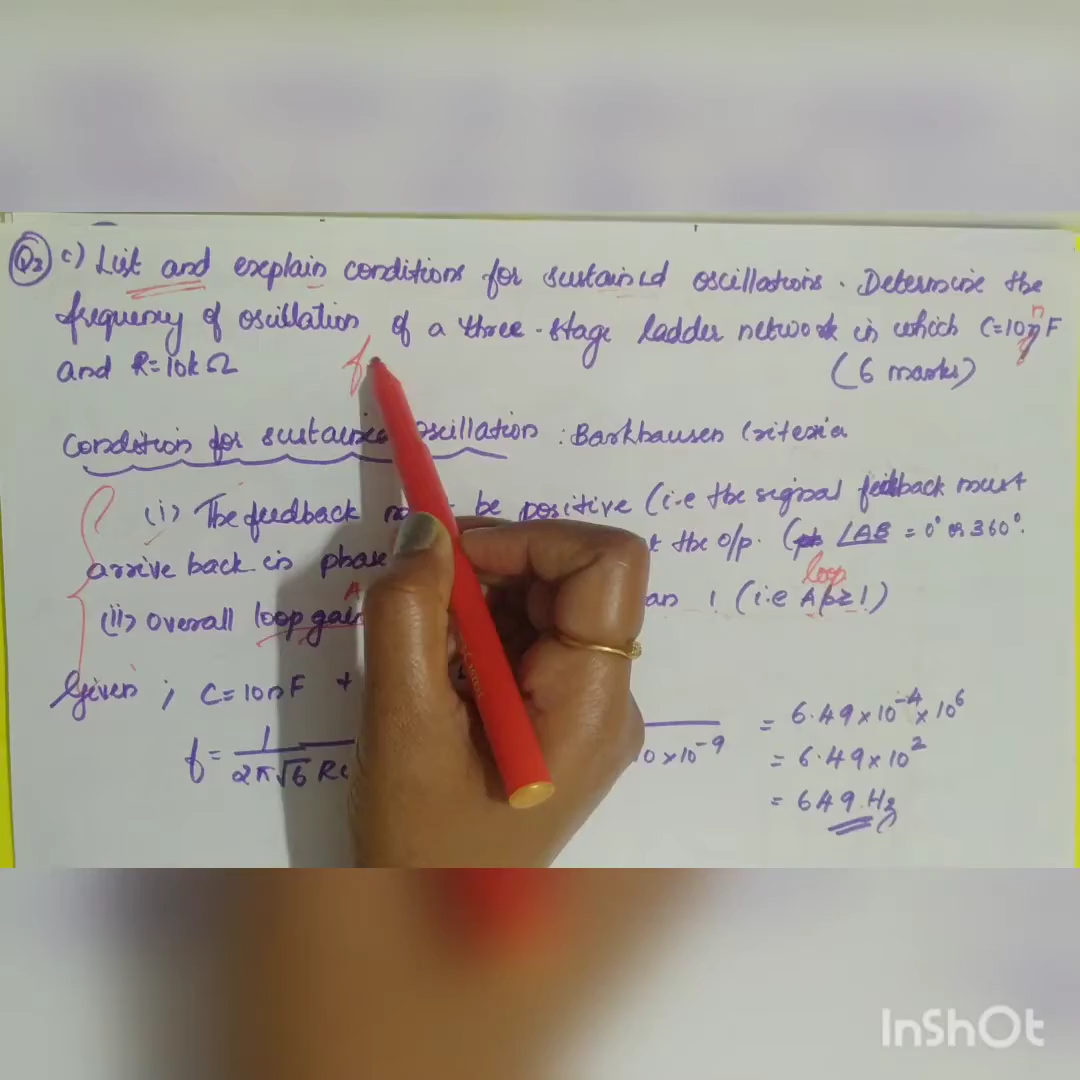 Q2 c) List and explain conditions for sustained oscillations. Determine the
frequency of oscillation of a three-stage ladder network in which C=10nF
and R=10kΩ (6 marks)
f
Condition for sustained oscillation : Barkhausen Criteria
(i) The feedback be positive (i.e the signal feedback must
arrive back in phase the o/p. ( ∠AB = 0° or 360°.
loop
A
(ii) overall loop gain 1 (i.e Aβ≥1)
Given ; C=10nF +
f = 1 / 2π√6 RC 0 ×10⁻⁹
= 6.49×10⁻⁴×10⁶
= 6.49×10²
= 649.Hz
InShOt